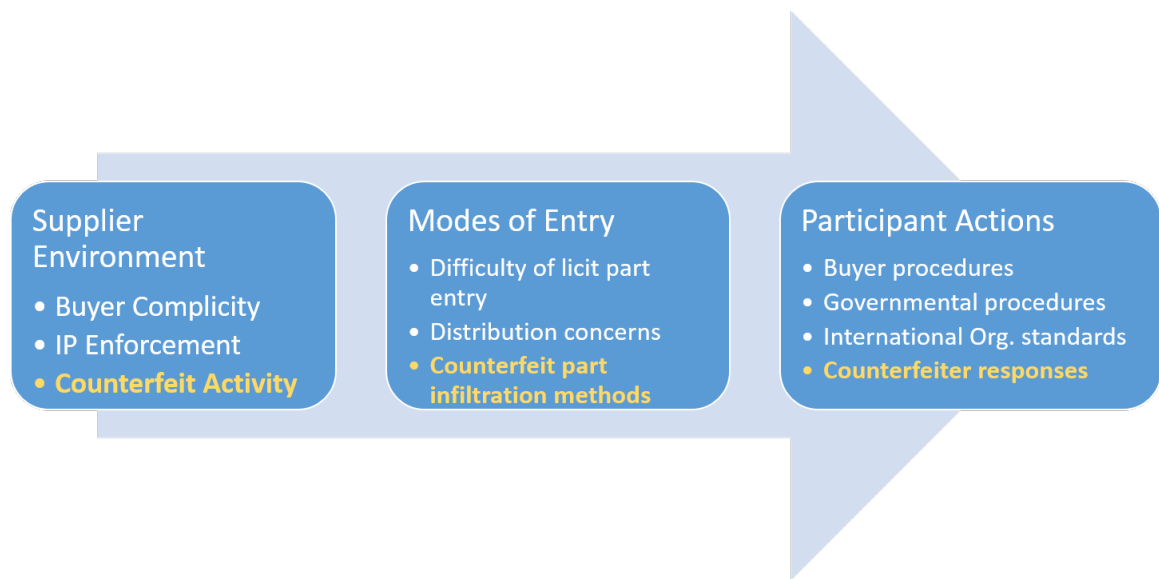 Supplier
Environment
• Buyer Complicity
• IP Enforcement
• Counterfeit Activity
Modes of Entry
• Difficulty of licit part
entry
• Distribution concerns
• Counterfeit part
infiltration methods
Participant Actions
• Buyer procedures
• Governmental procedures
• International Org. standards
• Counterfeiter responses